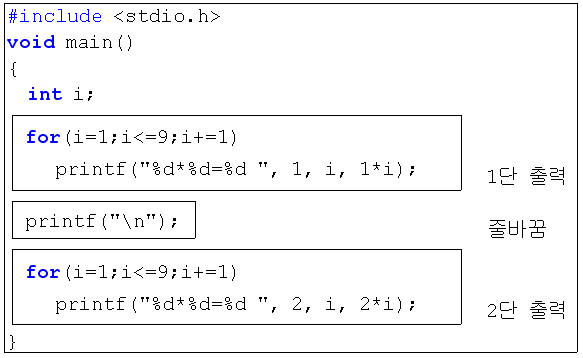 #include <stdio.h>
void main()
{
int i;
for(i=1;i<=9;i+=1)
printf("%d*%d=%d ", 1, i, 1*i);
1단 출력
printf("\n");
줄바꿈
for(i=1;i<=9;i+=1)
printf("%d*%d=%d ", 2, i, 2*i);
2단 출력
}